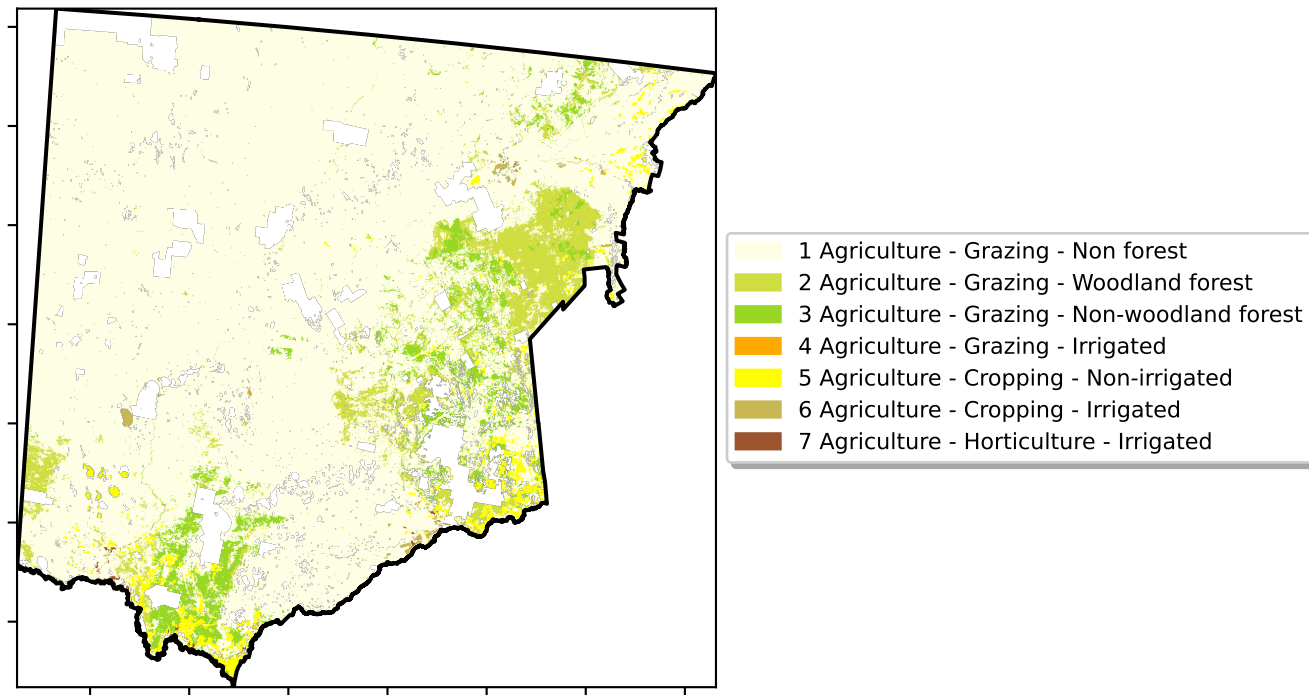 1 Agriculture - Grazing - Non forest
2 Agriculture - Grazing - Woodland forest
3 Agriculture - Grazing - Non-woodland forest
4 Agriculture - Grazing - Irrigated
5 Agriculture - Cropping - Non-irrigated
6 Agriculture - Cropping - Irrigated
7 Agriculture - Horticulture - Irrigated